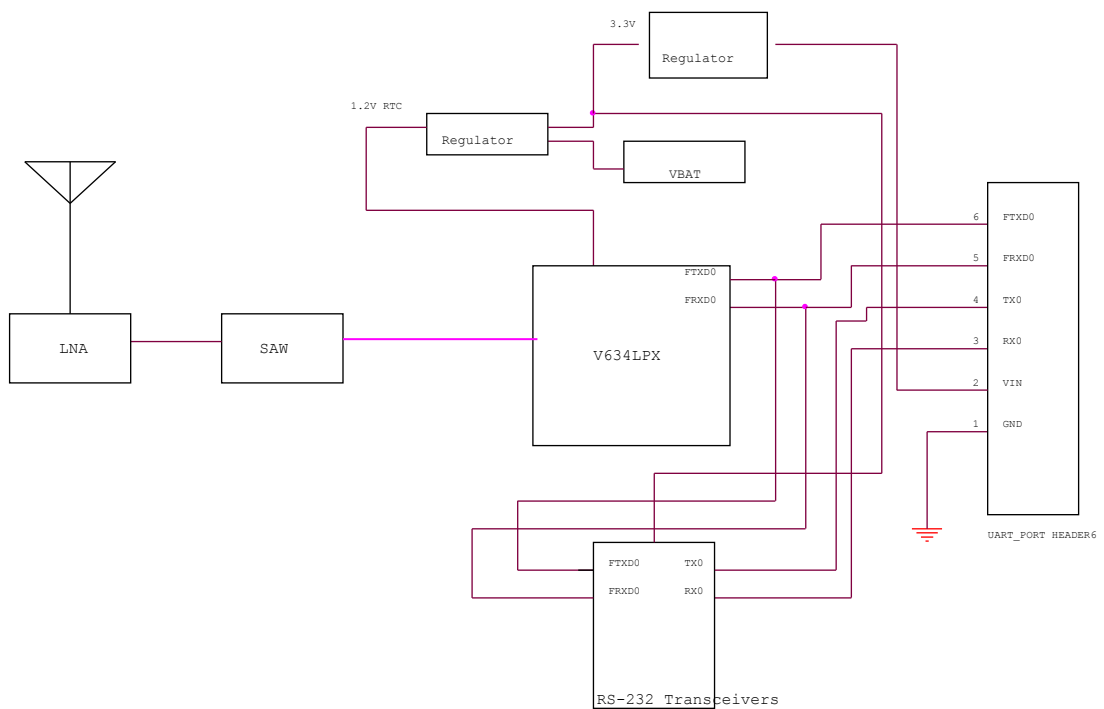 3.3V
Regulator
1.2V RTC
Regulator
VBAT
6 FTXD0
FTXD0
5 FRXD0
FRXD0
4 TX0
LNA
SAW
V634LPX
3 RX0
2 VIN
1 GND
UART_PORT HEADER6
FTXD0 TX0
FRXD0 RX0
RS-232 Transceivers